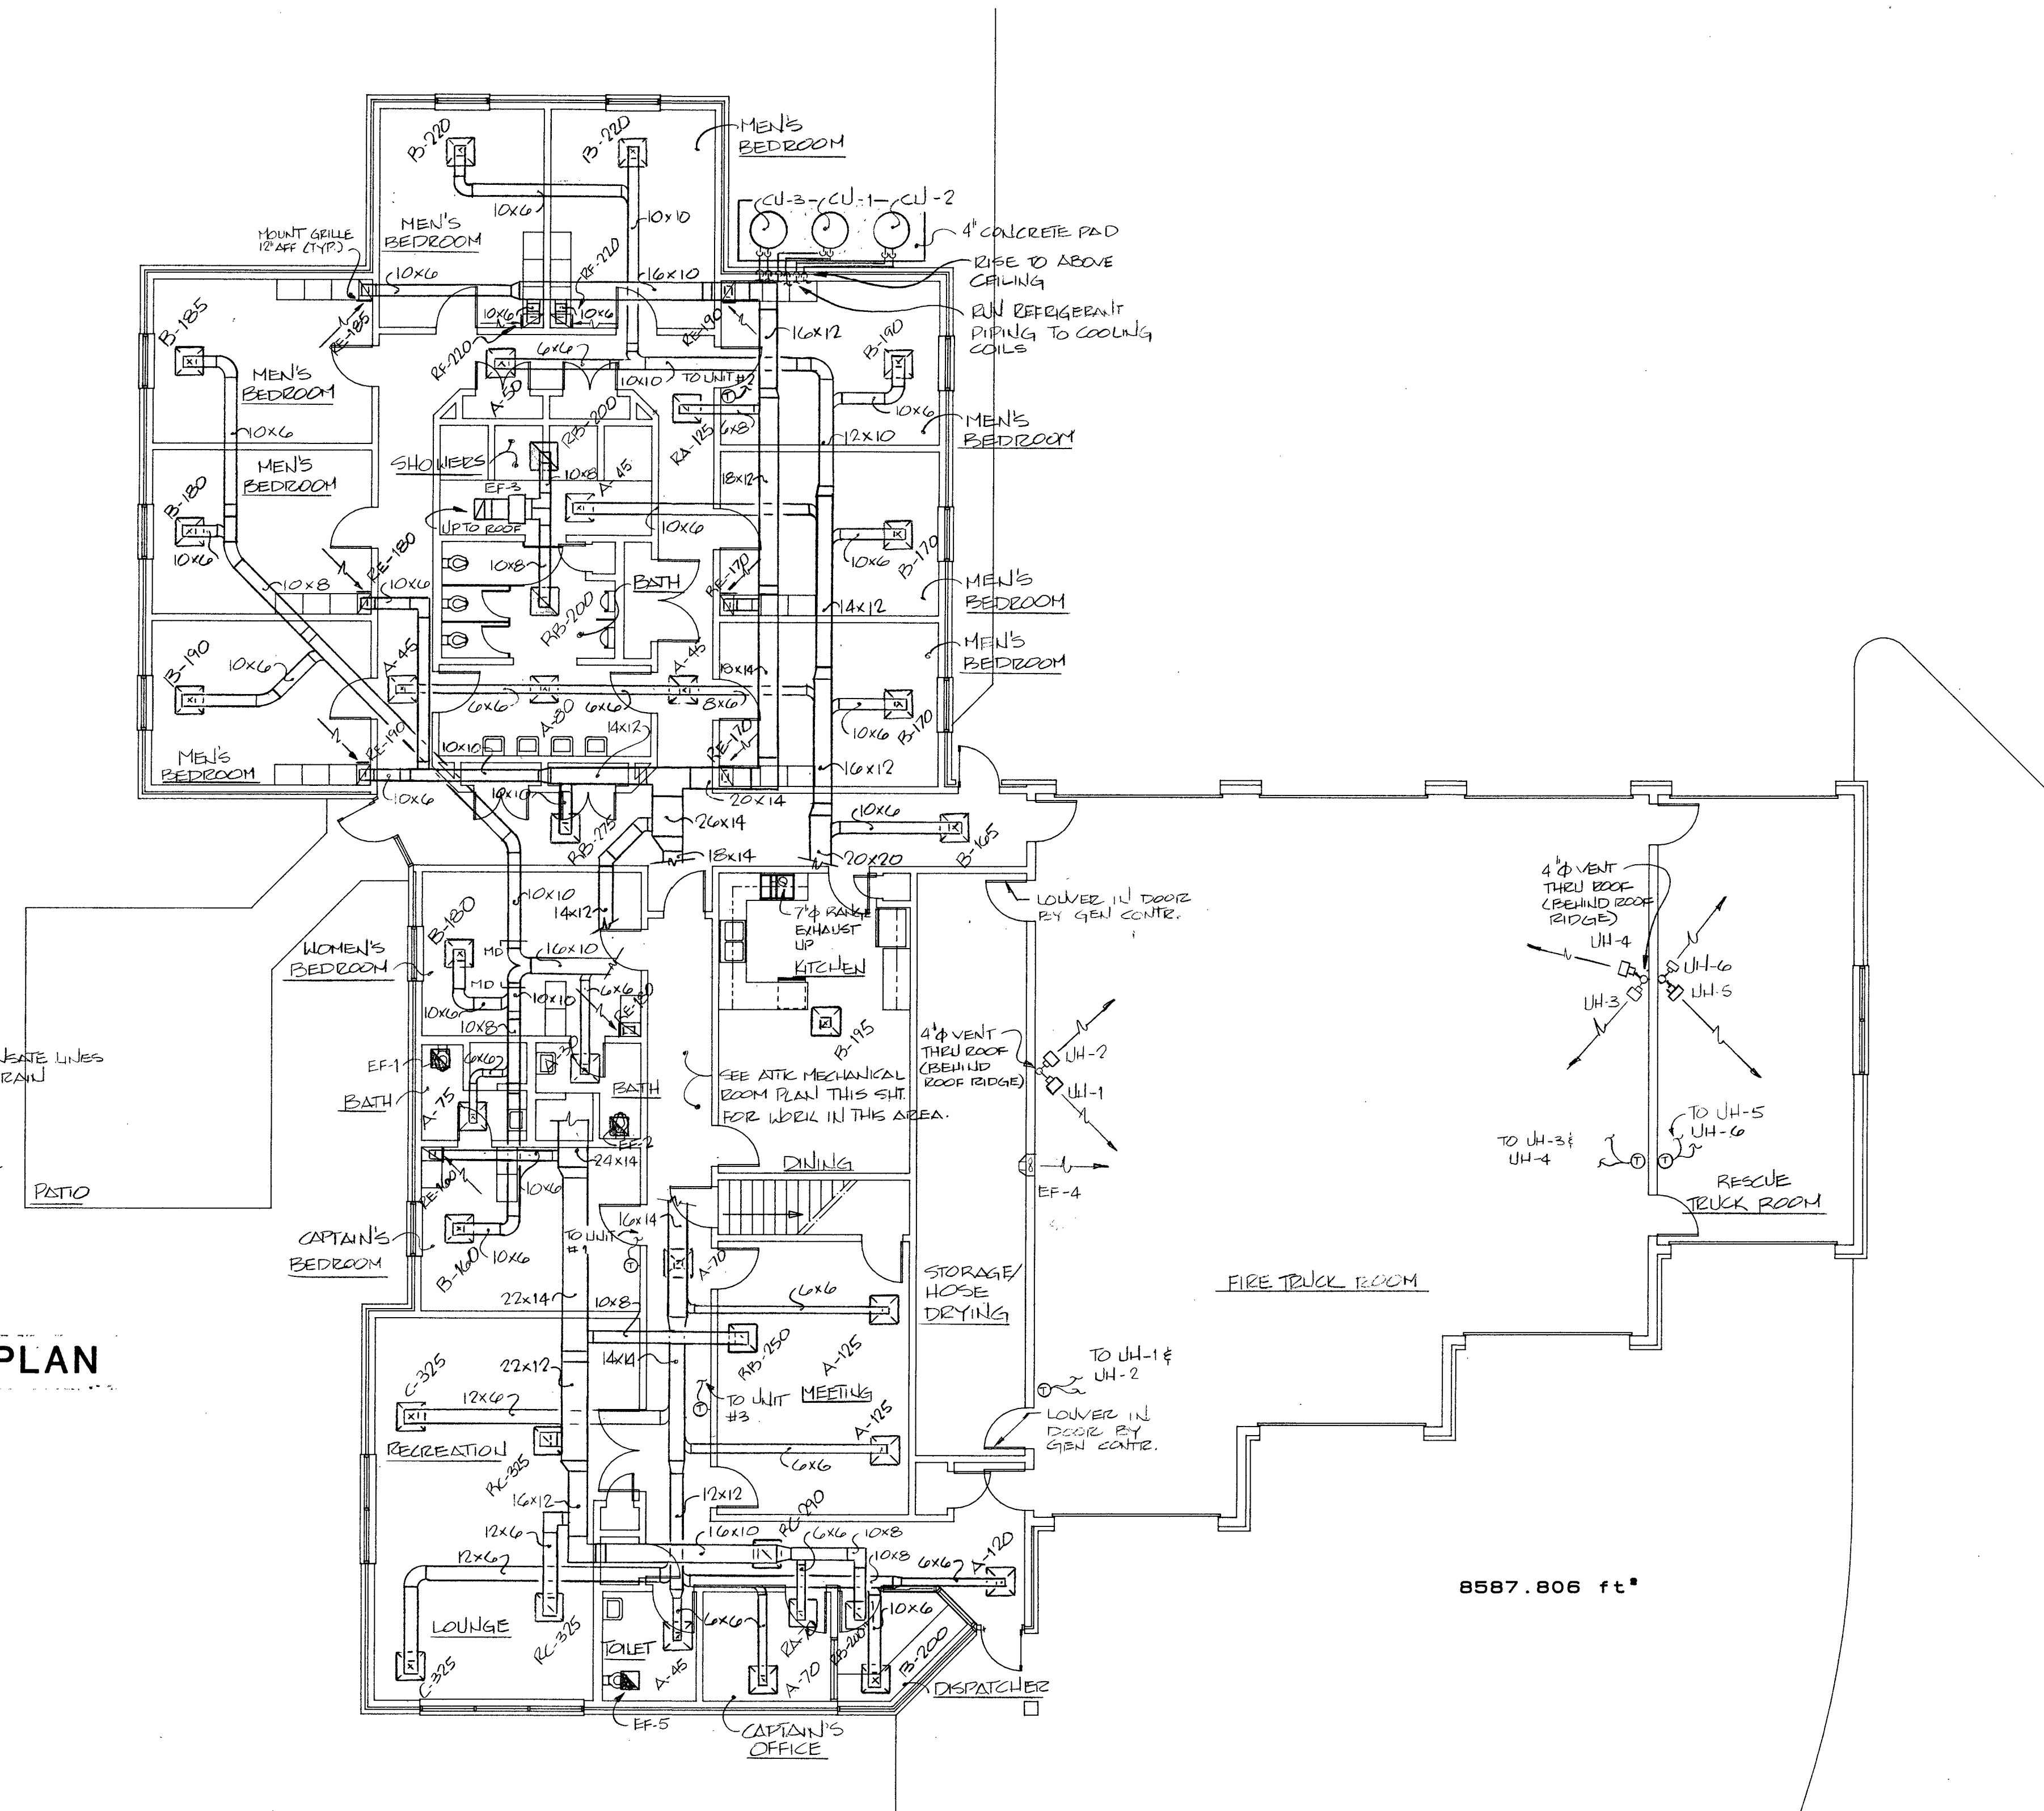 B-220
B-220
MEN'S
BEDROOM
10x6
10x10
MEN'S
BEDROOM
MOUNT GRILLE
12" AFF (TYP.)
CU-3
CU-1
CU-2
4" CONCRETE PAD
RISE TO ABOVE
CEILING
RUN REFRIGERANT
PIPING TO COOLING
COILS
10x6
RF-220
16x10
B-185
RE-185
10x6
10x6
RE-190
16x12
B-190
MEN'S
BEDROOM
RF-220
6x6
10x10
TO UNIT #2
10x6
A-50
RB-200
RA-125
6x8
MEN'S
BEDROOM
12x10
10x6
MEN'S
BEDROOM
SHOWERS
10x8
A-45
18x12
B-180
EF-3
UP TO ROOF
10x6
10x6
10x6
B-170
RE-180
10x8
10x6
10x8
BATH
RE-170
14x12
MEN'S
BEDROOM
RB-200
MEN'S
BEDROOM
B-190
10x6
A-45
A-45
18x14
6x6
6x6
8x6
A-80
14x12
10x6
B-170
RE-190
MEN'S
BEDROOM
10x6
10x10
RE-170
16x12
10x10
20x14
RB-275
26x14
10x6
B-165
18x14
20x20
10x10
14x12
7"φ RANGE
EXHAUST
UP
KITCHEN
LOUVER IN DOOR
BY GEN CONTR.
4"φ VENT
THRU ROOF
(BEHIND ROOF
RIDGE)
UH-4
UH-6
UH-3
UH-5
WOMEN'S
BEDROOM
B-180
MD
16x10
MD
6x6
10x6
10x10
10x8
B-195
4"φ VENT
THRU ROOF
(BEHIND
ROOF RIDGE)
UH-2
UH-1
NSATE LINES
RAIN
EF-1
6x6
BATH
A-75
BATH
EF-2
SEE ATTIC MECHANICAL
ROOM PLAN THIS SHT.
FOR WORK IN THIS AREA.
DINING
24x14
RE-160
10x6
EF-4
TO UH-3 &
UH-4
TO UH-5
UH-6
RESCUE
TRUCK ROOM
PATIO
CAPTAIN'S
BEDROOM
B-160
10x6
TO UNIT
#1
16x14
A-70
6x6
STORAGE/
HOSE
DRYING
FIRE TRUCK ROOM
22x14
10x8
PLAN
22x12
14x14
RB-250
A-125
C-325
12x6
TO UNIT
#3
MEETING
TO UH-1 &
UH-2
RECREATION
RC-325
A-125
6x6
LOUVER IN
DOOR BY
GEN CONTR.
16x12
12x12
12x6
16x10
RC-290
6x6
10x8
12x6
10x8
6x6
A-120
8587.806 ft²
LOUNGE
RC-325
TOILET
6x6
RA-70
RB-200
10x6
C-325
A-45
A-70
B-200
DISPATCHER
EF-5
CAPTAIN'S
OFFICE